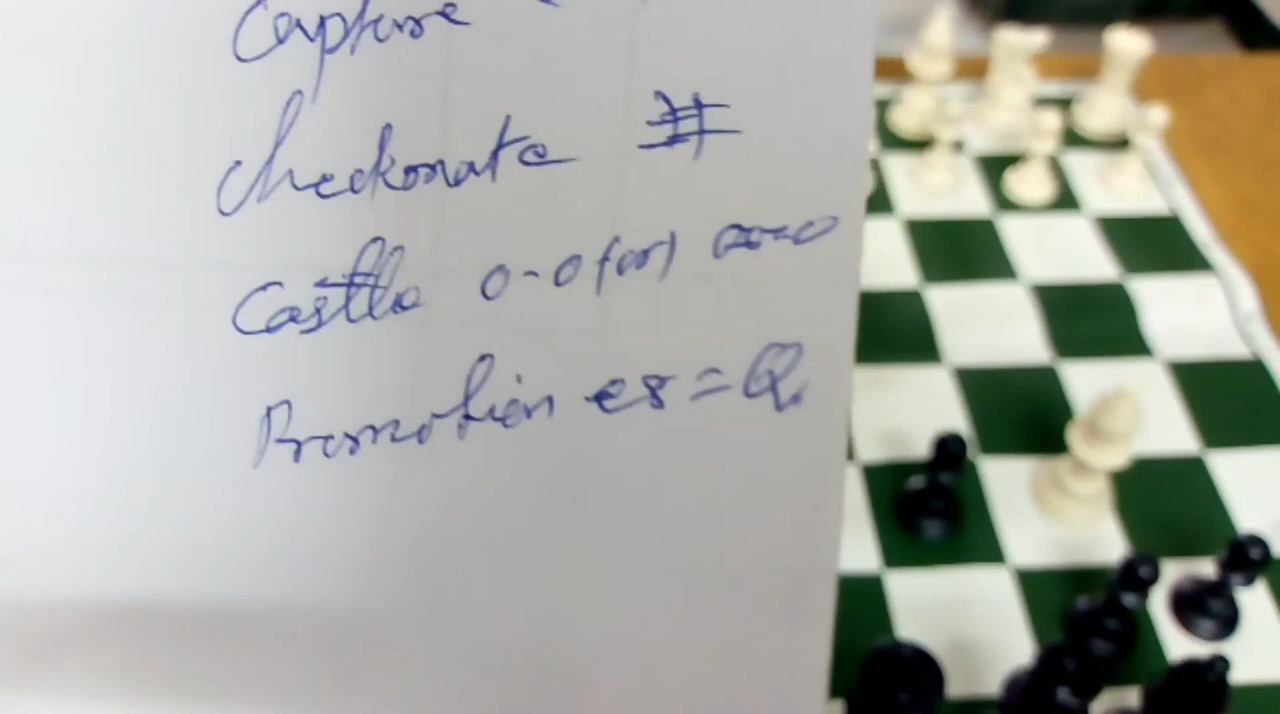 Capture
Checkmate #
Castle 0-0 (or) 0-0-0
Promotion e8=Q